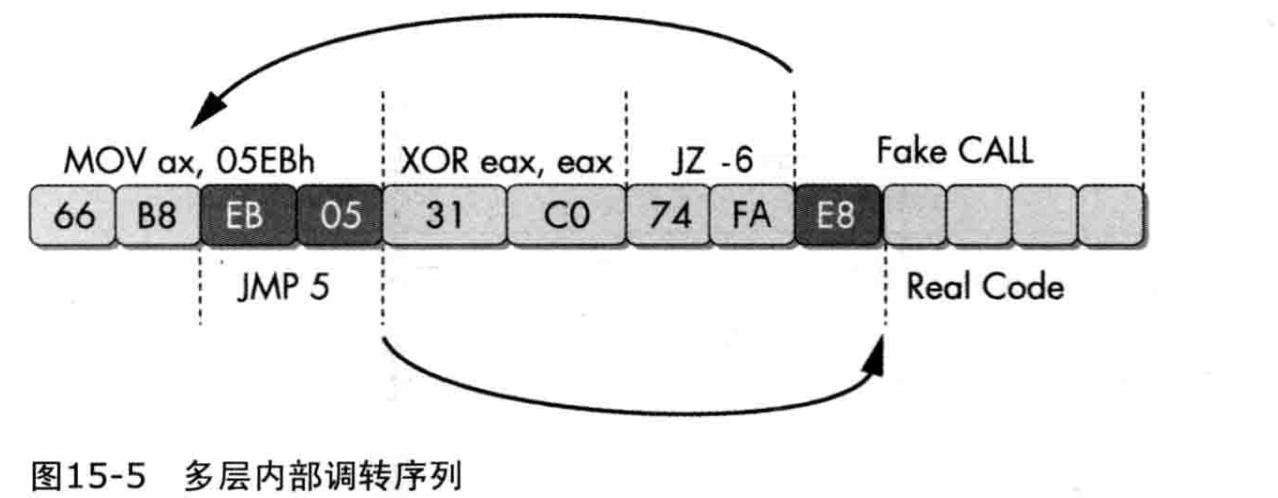 MOV ax, 05EBh XOR eax, eax JZ -6 Fake CALL
66 B8 EB 05 31 C0 74 FA E8
JMP 5 Real Code
图15-5 多层内部调转序列